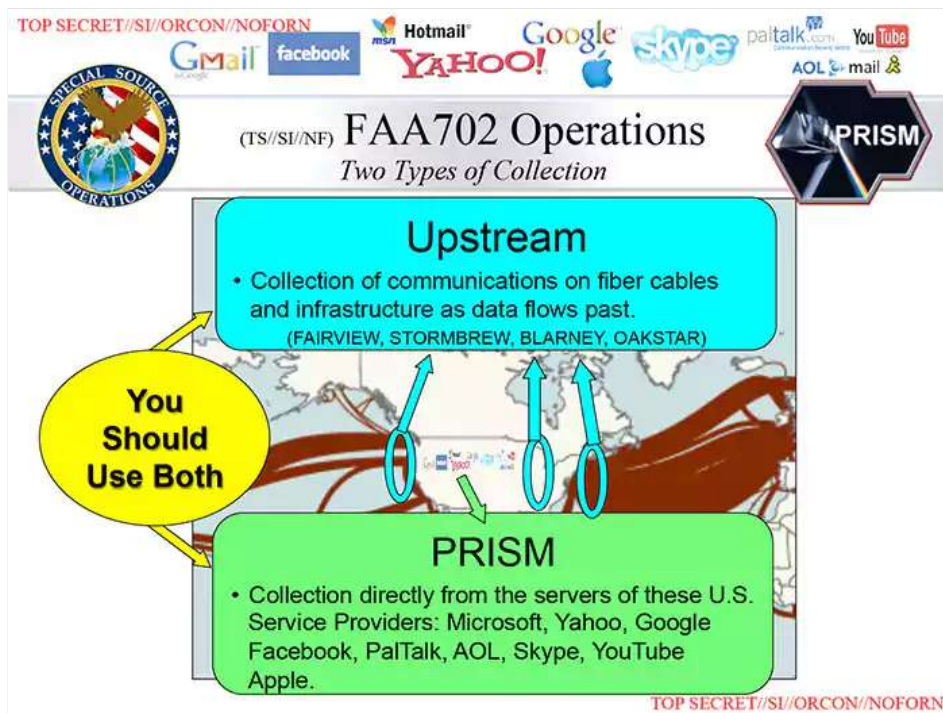 TOP SECRET//SI//ORCON//NOFORN
Gmail
facebook
msn Hotmail
YAHOO!
Google
skype
paltalk.com
YouTube
AOL mail
SPECIAL SOURCE
OPERATIONS
(TS//SI//NF) FAA702 Operations
Two Types of Collection
PRISM
Upstream
• Collection of communications on fiber cables
and infrastructure as data flows past.
(FAIRVIEW, STORMBREW, BLARNEY, OAKSTAR)
You
Should
Use Both
PRISM
• Collection directly from the servers of these U.S.
Service Providers: Microsoft, Yahoo, Google
Facebook, PalTalk, AOL, Skype, YouTube
Apple.
TOP SECRET//SI//ORCON//NOFORN